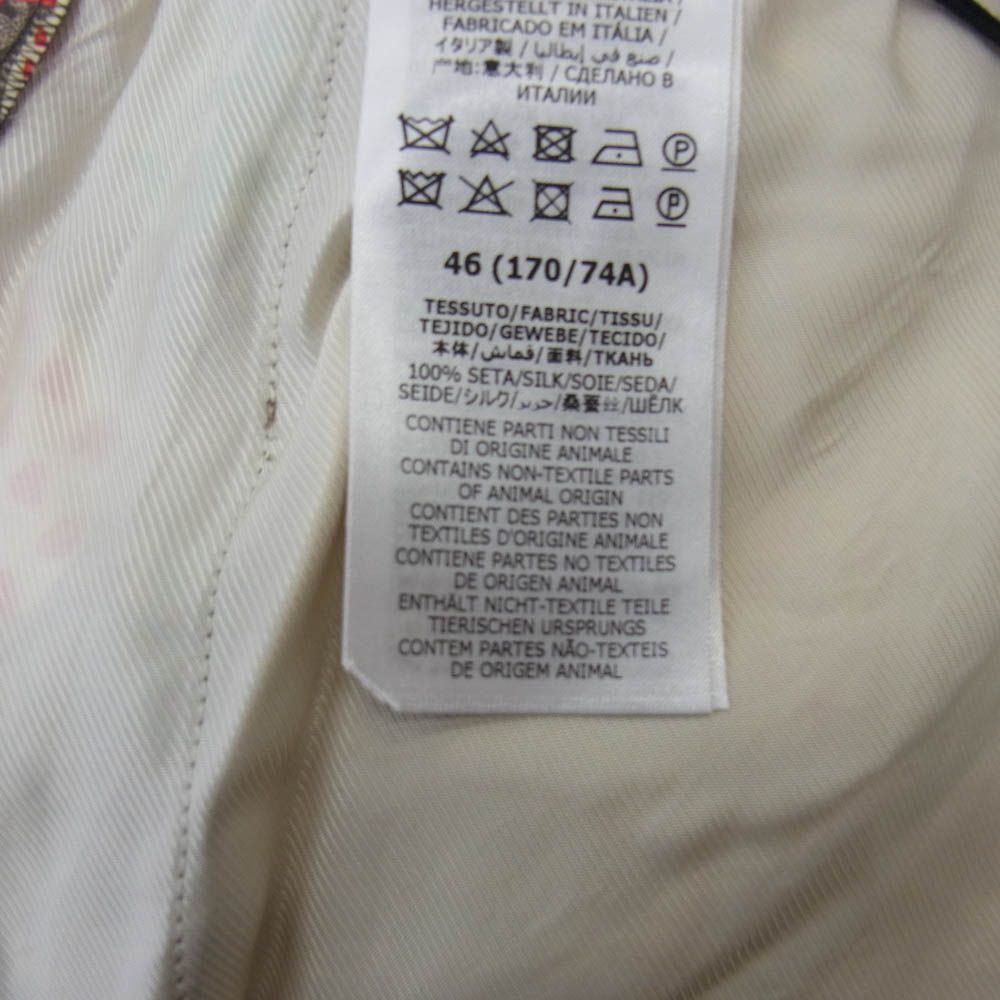 HERGESTELLT IN ITALIEN /
FABRICADO EM ITÁLIA /
イタリア製 / صنع في إيطاليا /
产地:意大利 / СДЕЛАНО В
ИТАЛИИ
P
P
46 (170/74A)
TESSUTO/FABRIC/TISSU/
TEJIDO/GEWEBE/TECIDO/
本体/قماش/面料/ТКАНЬ
100% SETA/SILK/SOIE/SEDA/
SEIDE/シルク/حرير/桑蚕丝/ШЁЛК
CONTIENE PARTI NON TESSILI
DI ORIGINE ANIMALE
CONTAINS NON-TEXTILE PARTS
OF ANIMAL ORIGIN
CONTIENT DES PARTIES NON
TEXTILES D'ORIGINE ANIMALE
CONTIENE PARTES NO TEXTILES
DE ORIGEN ANIMAL
ENTHÄLT NICHT-TEXTILE TEILE
TIERISCHEN URSPRUNGS
CONTEM PARTES NÃO-TEXTEIS
DE ORIGEM ANIMAL